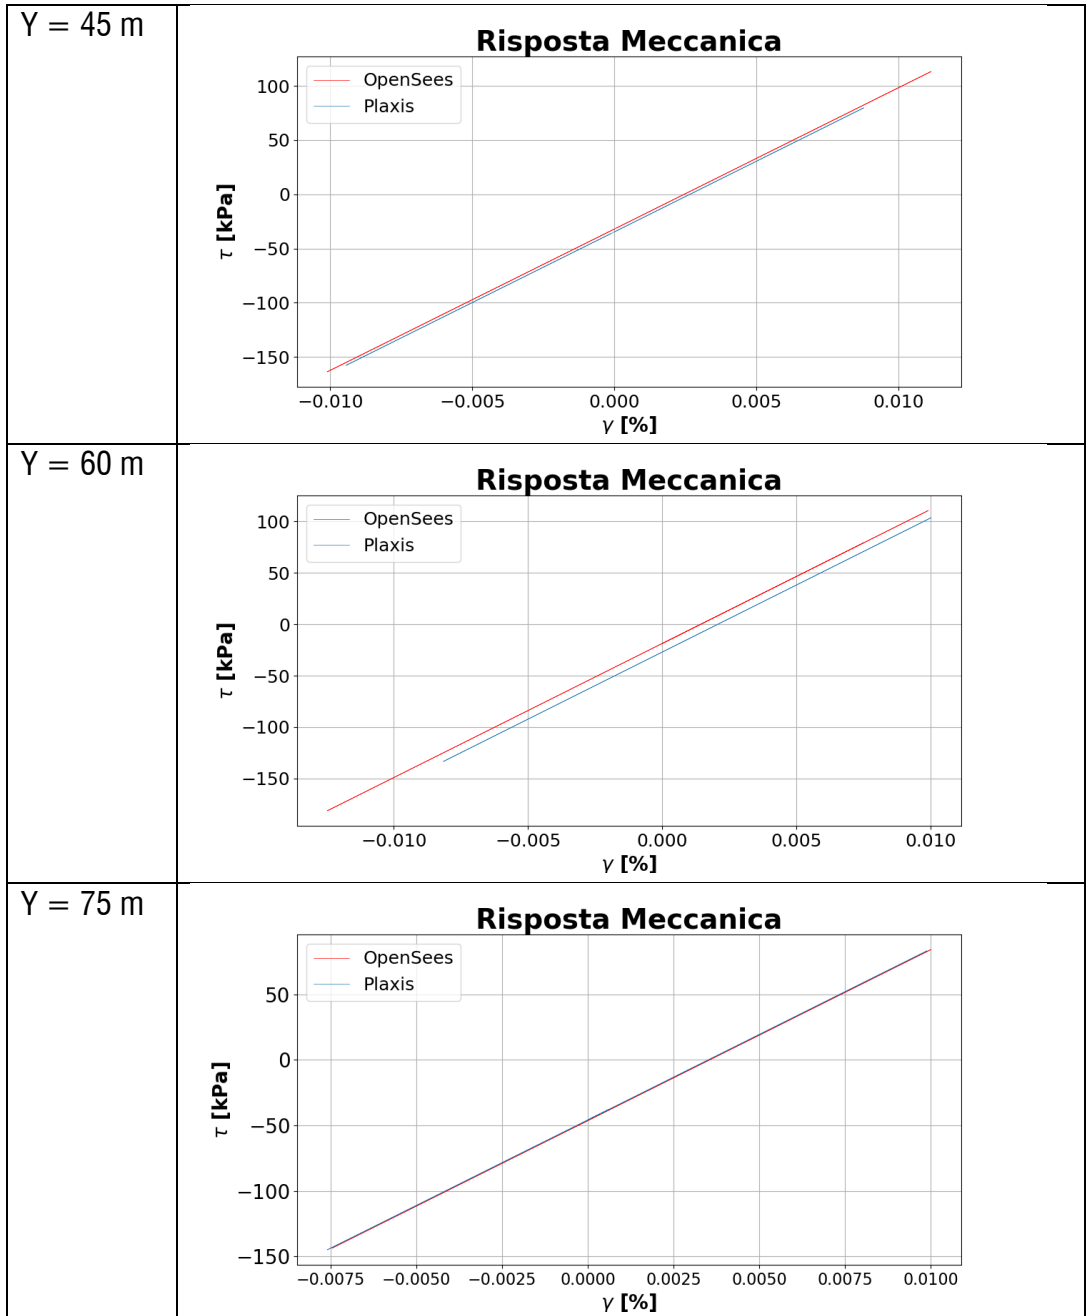 Y = 45 m
Risposta Meccanica
OpenSees
Plaxis
100
50
0
−50
−100
−150
τ [kPa]
−0.010 −0.005 0.000 0.005 0.010
γ [%]
Y = 60 m
Risposta Meccanica
OpenSees
Plaxis
100
50
0
−50
−100
−150
τ [kPa]
−0.010 −0.005 0.000 0.005 0.010
γ [%]
Y = 75 m
Risposta Meccanica
OpenSees
Plaxis
50
0
−50
−100
−150
τ [kPa]
−0.0075 −0.0050 −0.0025 0.0000 0.0025 0.0050 0.0075 0.0100
γ [%]